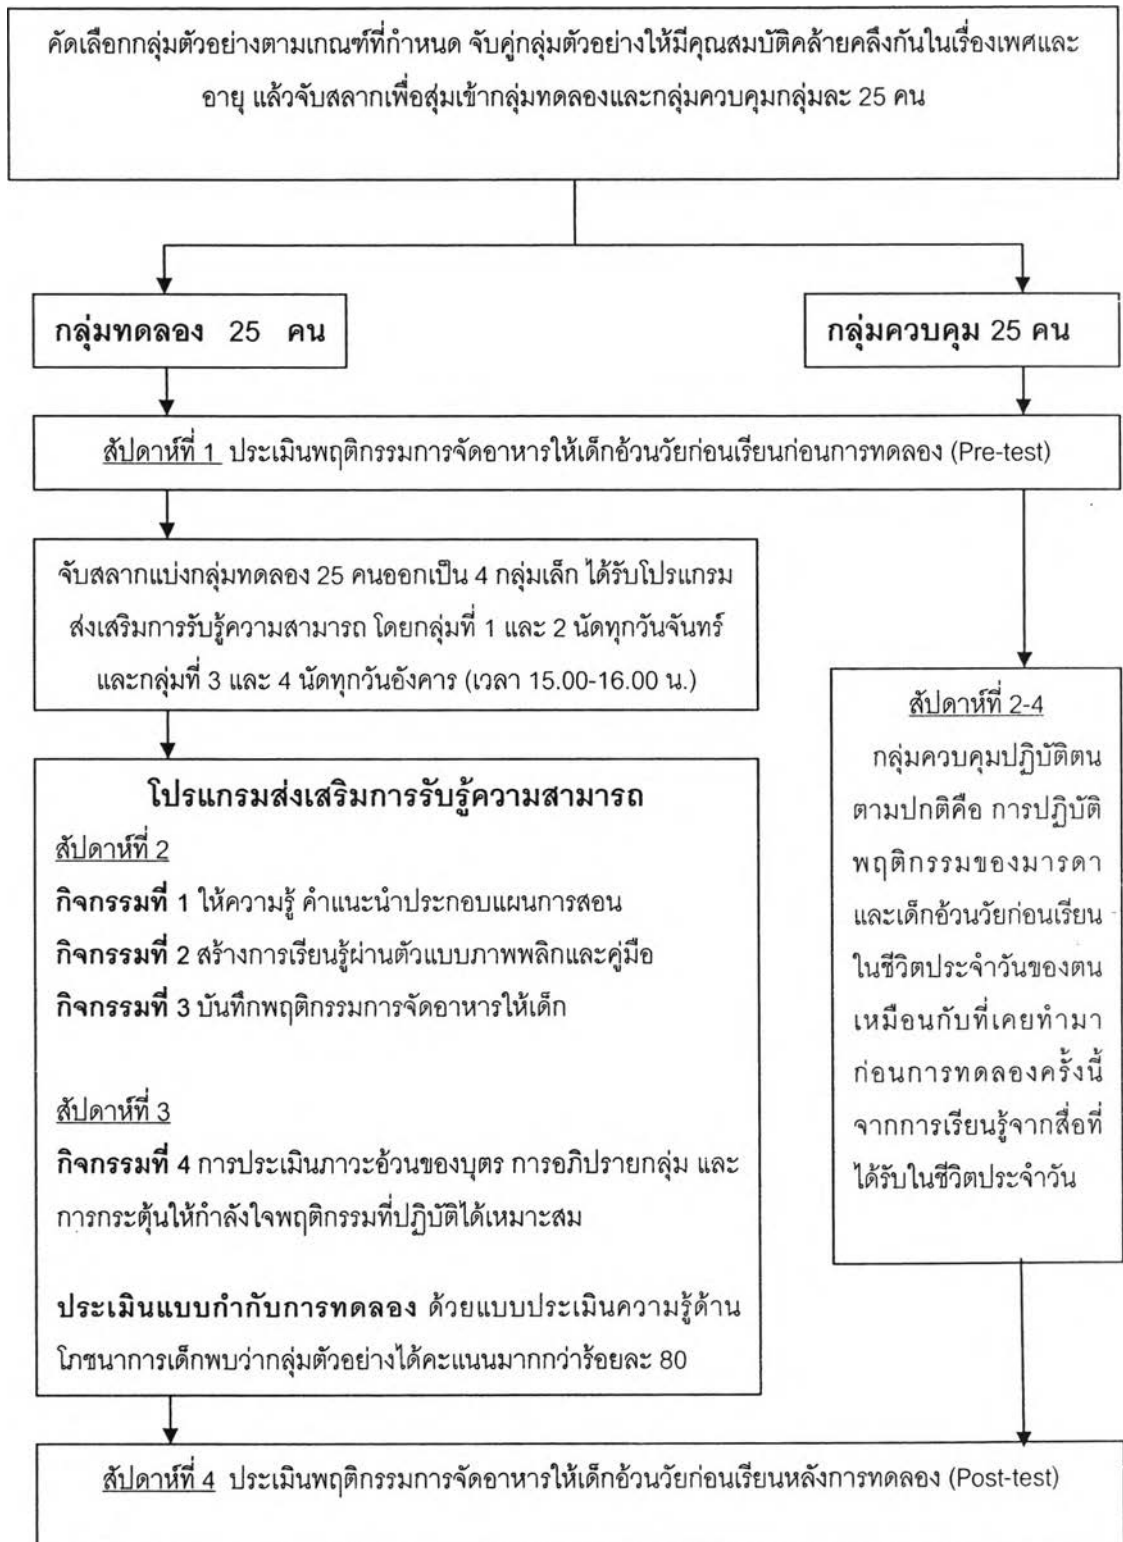 คัดเลือกกลุ่มตัวอย่างตามเกณฑ์ที่กำหนด จับคู่กลุ่มตัวอย่างให้มีคุณสมบัติคล้ายคลึงกันในเรื่องเพศและ
อายุ แล้วจับสลากเพื่อสุ่มเข้ากลุ่มทดลองและกลุ่มควบคุมกลุ่มละ 25 คน
กลุ่มทดลอง 25 คน
กลุ่มควบคุม 25 คน
สัปดาห์ที่ 1 ประเมินพฤติกรรมการจัดอาหารให้เด็กอ้วนวัยก่อนเรียนก่อนการทดลอง (Pre-test)
จับสลากแบ่งกลุ่มทดลอง 25 คนออกเป็น 4 กลุ่มเล็ก ได้รับโปรแกรม
ส่งเสริมการรับรู้ความสามารถ โดยกลุ่มที่ 1 และ 2 นัดทุกวันจันทร์
และกลุ่มที่ 3 และ 4 นัดทุกวันอังคาร (เวลา 15.00-16.00 น.)
โปรแกรมส่งเสริมการรับรู้ความสามารถ
สัปดาห์ที่ 2
กิจกรรมที่ 1 ให้ความรู้ คำแนะนำประกอบแผนการสอน
กิจกรรมที่ 2 สร้างการเรียนรู้ผ่านตัวแบบภาพพลิกและคู่มือ
กิจกรรมที่ 3 บันทึกพฤติกรรมการจัดอาหารให้เด็ก
สัปดาห์ที่ 3
กิจกรรมที่ 4 การประเมินภาวะอ้วนของบุตร การอภิปรายกลุ่ม และ
การกระตุ้นให้กำลังใจพฤติกรรมที่ปฏิบัติได้เหมาะสม
ประเมินแบบกำกับการทดลอง ด้วยแบบประเมินความรู้ด้าน
โภชนาการเด็กพบว่ากลุ่มตัวอย่างได้คะแนนมากกว่าร้อยละ 80
สัปดาห์ที่ 2-4
กลุ่มควบคุมปฏิบัติตน
ตามปกติคือ การปฏิบัติ
พฤติกรรมของมารดา
และเด็กอ้วนวัยก่อนเรียน
ในชีวิตประจำวันของตน
เหมือนกับที่เคยทำมา
ก่อนการทดลองครั้งนี้
จากการเรียนรู้จากสื่อที่
ได้รับในชีวิตประจำวัน
สัปดาห์ที่ 4 ประเมินพฤติกรรมการจัดอาหารให้เด็กอ้วนวัยก่อนเรียนหลังการทดลอง (Post-test)